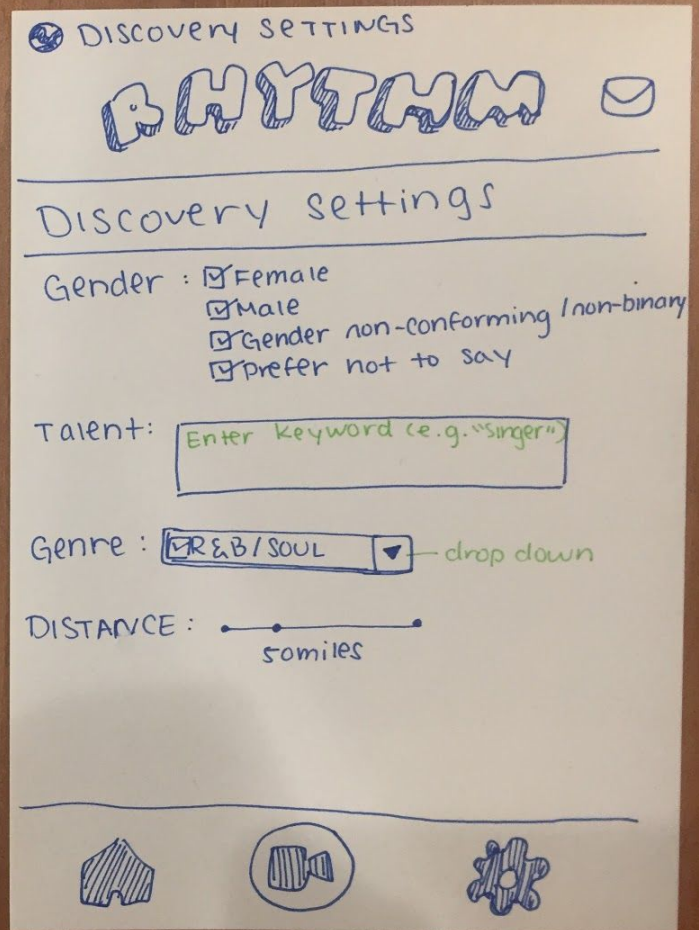 DISCOVERY SETTINGS
RHYTHM
Discovery settings
Gender : Female
Male
Gender non-conforming / non-binary
Prefer not to say
Talent:
Enter keyword (e.g. "singer")
Genre : R&B/SOUL
drop down
DISTANCE :
50miles